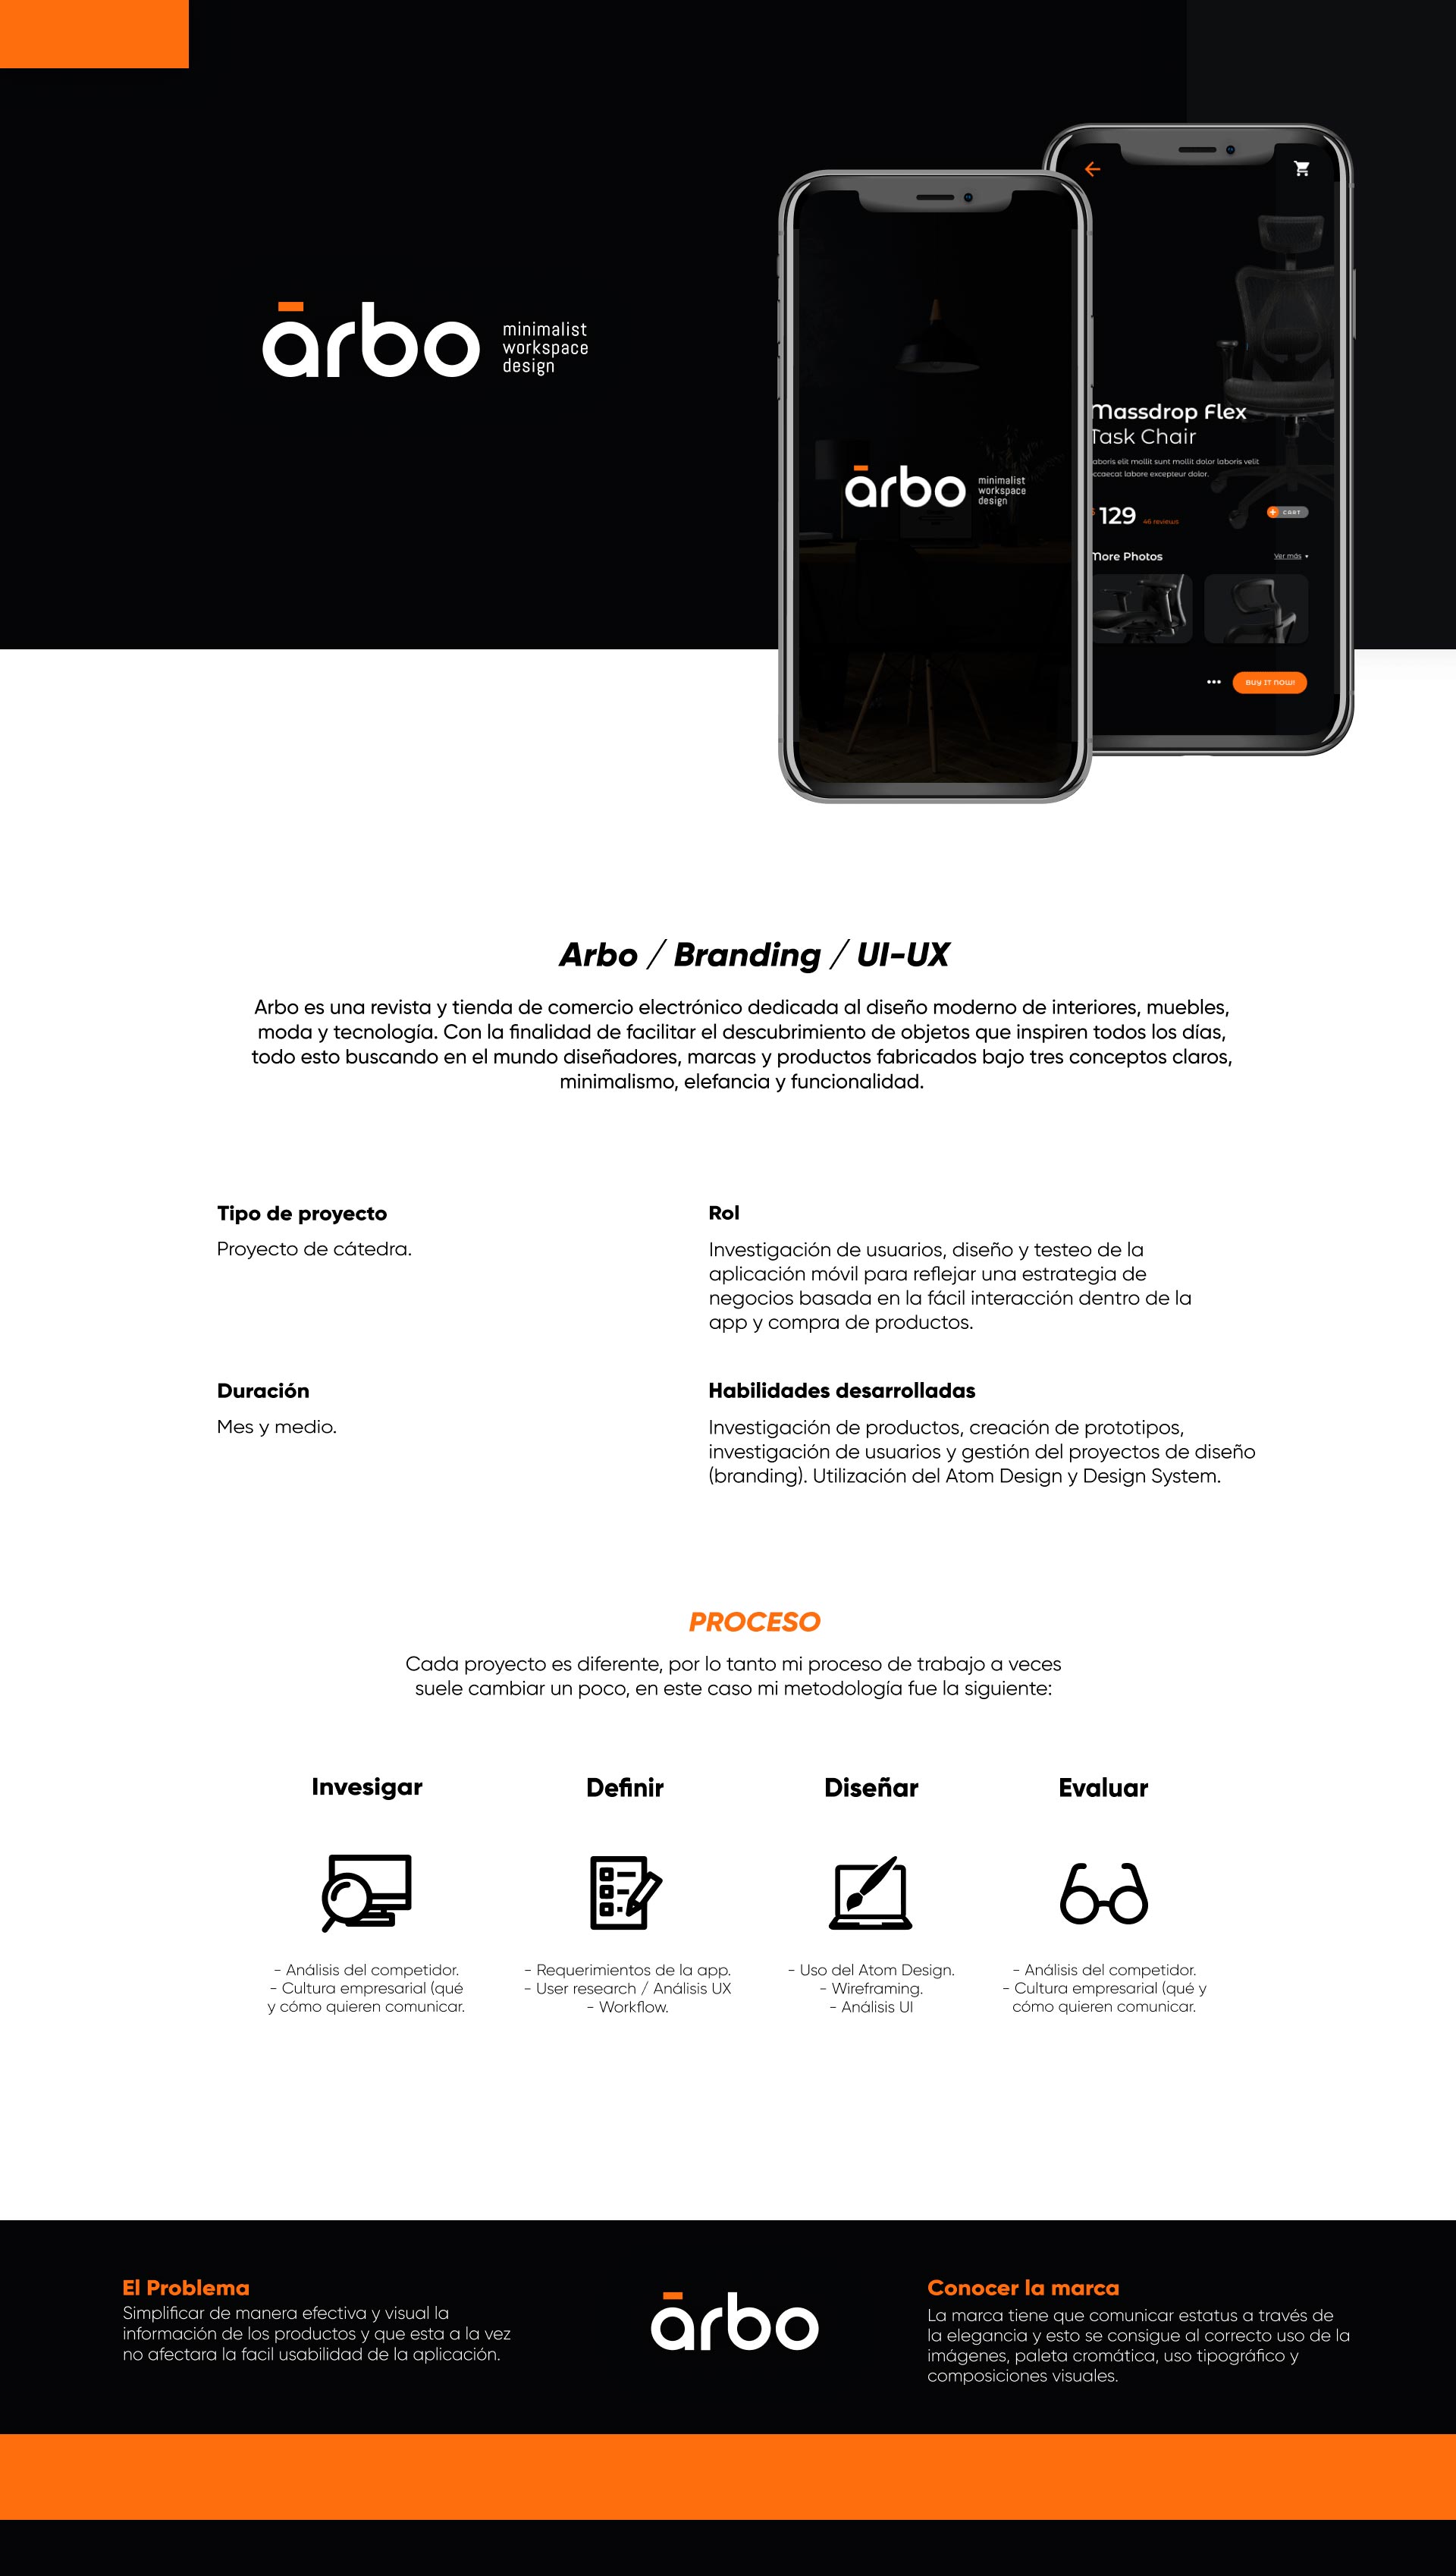 ārbo
minimalist
workspace
design
ārbo
minimalist
workspace
design
Massdrop Flex
Task Chair
aboris elit mollit sunt mollit dolor laboris velit
ccaecat labore excepteur dolor.
129
46 reviews
CART
More Photos
Ver más
BUY IT NOW!
Arbo / Branding / UI-UX
Arbo es una revista y tienda de comercio electrónico dedicada al diseño moderno de interiores, muebles,
moda y tecnología. Con la finalidad de facilitar el descubrimiento de objetos que inspiren todos los días,
todo esto buscando en el mundo diseñadores, marcas y productos fabricados bajo tres conceptos claros,
minimalismo, elefancia y funcionalidad.
Tipo de proyecto
Proyecto de cátedra.
Rol
Investigación de usuarios, diseño y testeo de la
aplicación móvil para reflejar una estrategia de
negocios basada en la fácil interacción dentro de la
app y compra de productos.
Duración
Mes y medio.
Habilidades desarrolladas
Investigación de productos, creación de prototipos,
investigación de usuarios y gestión del proyectos de diseño
(branding). Utilización del Atom Design y Design System.
PROCESO
Cada proyecto es diferente, por lo tanto mi proceso de trabajo a veces
suele cambiar un poco, en este caso mi metodología fue la siguiente:
Invesigar
- Análisis del competidor.
- Cultura empresarial (qué
y cómo quieren comunicar.
Definir
- Requerimientos de la app.
- User research / Análisis UX
- Workflow.
Diseñar
- Uso del Atom Design.
- Wireframing.
- Análisis UI
Evaluar
- Análisis del competidor.
- Cultura empresarial (qué y
cómo quieren comunicar.
El Problema
Simplificar de manera efectiva y visual la
información de los productos y que esta a la vez
no afectara la facil usabilidad de la aplicación.
ārbo
Conocer la marca
La marca tiene que comunicar estatus a través de
la elegancia y esto se consigue al correcto uso de la
imágenes, paleta cromática, uso tipográfico y
composiciones visuales.